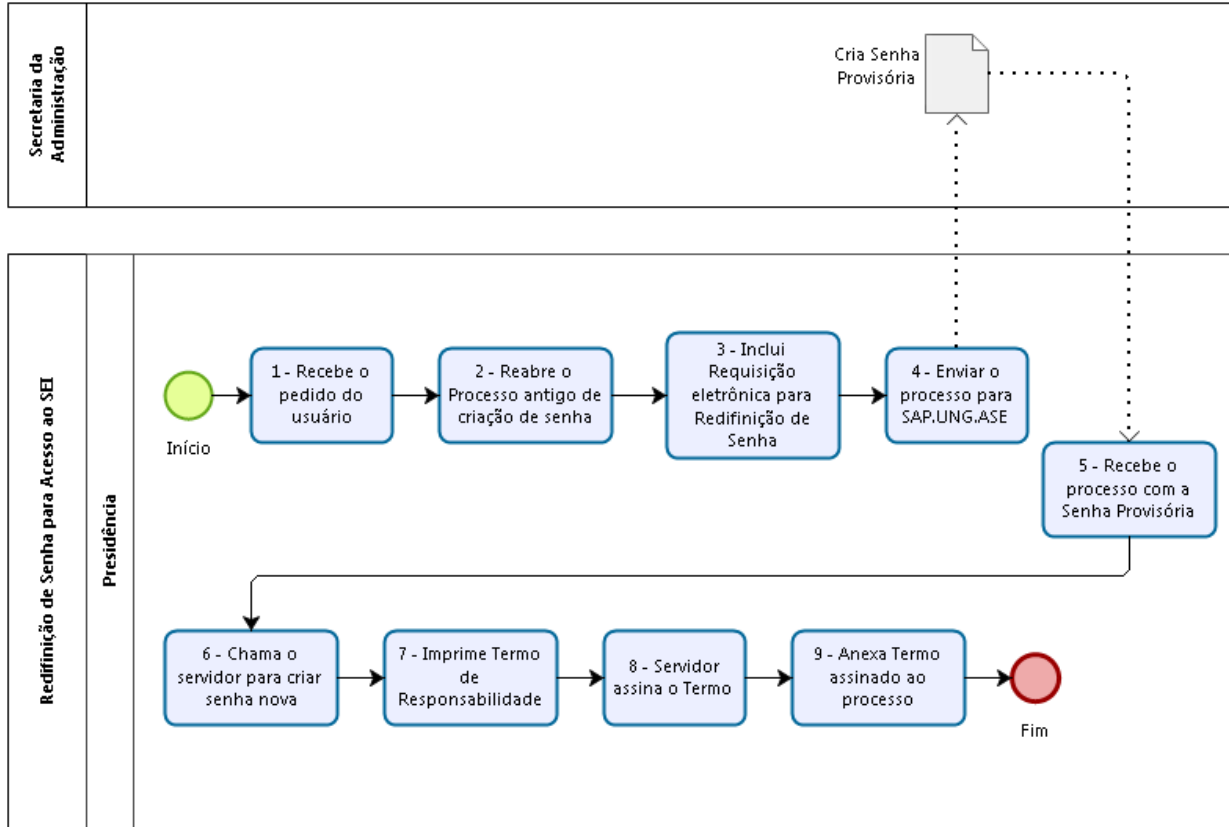 Secretaria da
Administração
Cria Senha
Provisória
Redifinição de Senha para Acesso ao SEI
Presidência
Início
1 - Recebe o
pedido do
usuário
2 - Reabre o
Processo antigo de
criação de senha
3 - Inclui
Requisição
eletrônica para
Redifinição de
Senha
4 - Enviar o
processo para
SAP.UNG.ASE
5 - Recebe o
processo com a
Senha Provisória
6 - Chama o
servidor para criar
senha nova
7 - Imprime Termo
de
Responsabilidade
8 - Servidor
assina o Termo
9 - Anexa Termo
assinado ao
processo
Fim